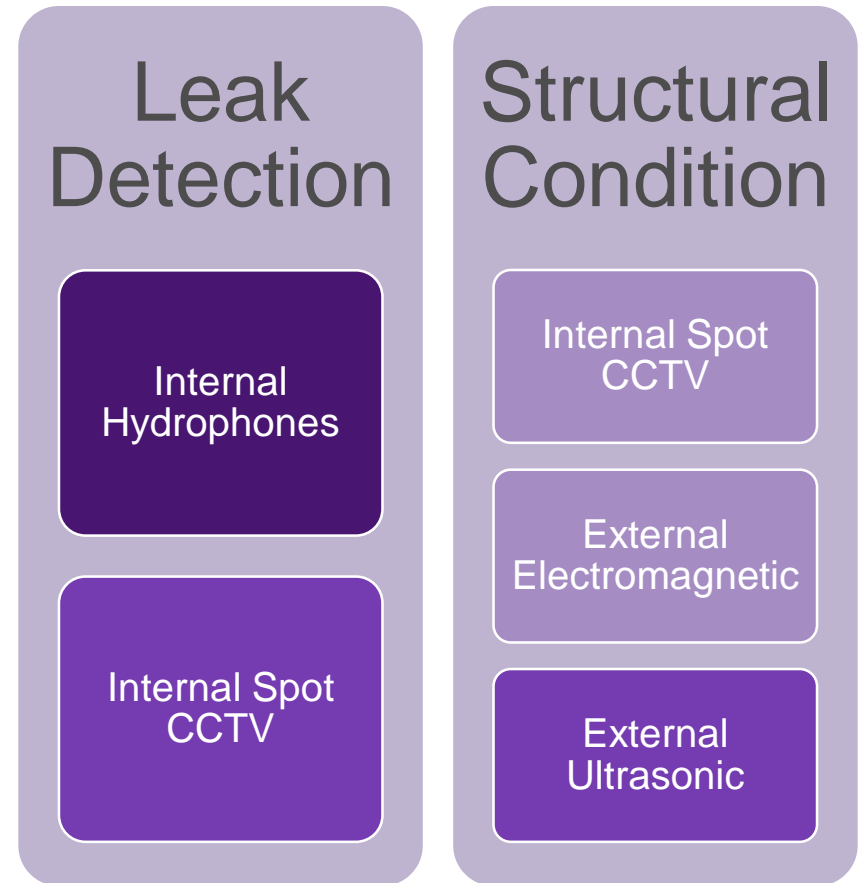 Leak
Detection
Internal
Hydrophones
Internal Spot
CCTV
Structural
Condition
Internal Spot
CCTV
External
Electromagnetic
External
Ultrasonic